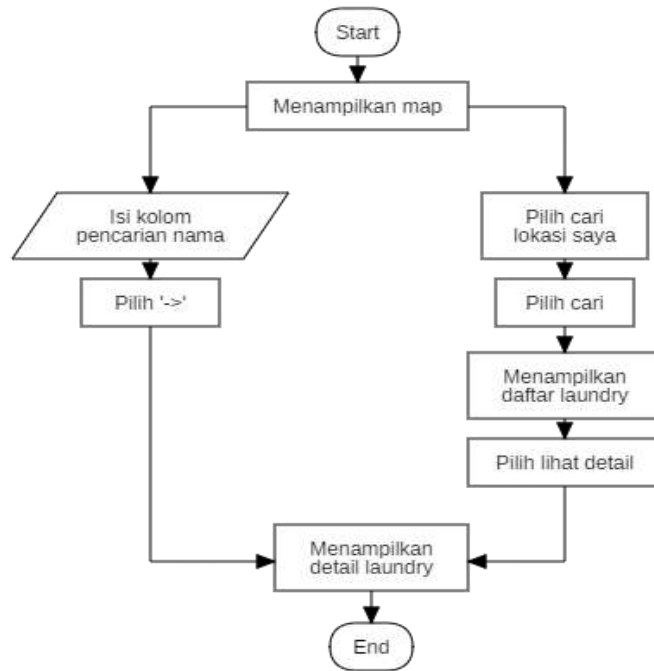 Start
Menampilkan map
Isi kolom
pencarian nama
Pilih '->'
Pilih cari
lokasi saya
Pilih cari
Menampilkan
daftar laundry
Pilih lihat detail
Menampilkan
detail laundry
End